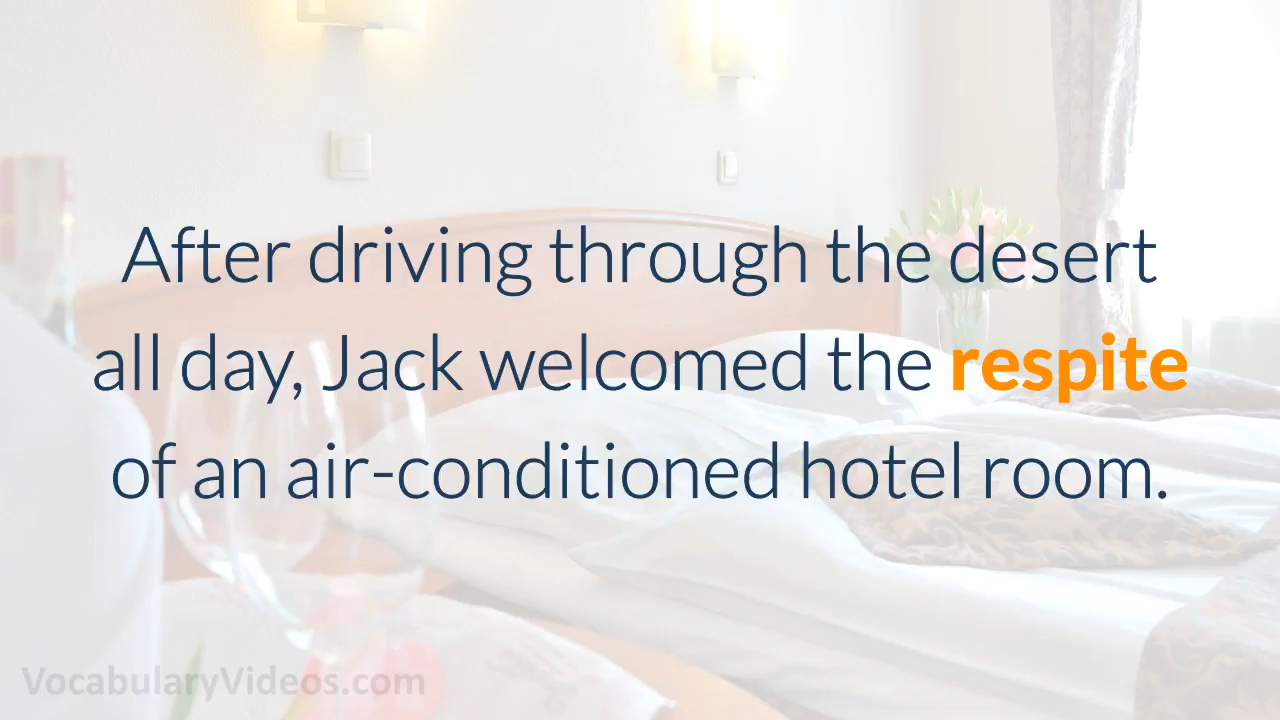 After driving through the desert
all day, Jack welcomed the respite
of an air-conditioned hotel room.
VocabularyVideos.com